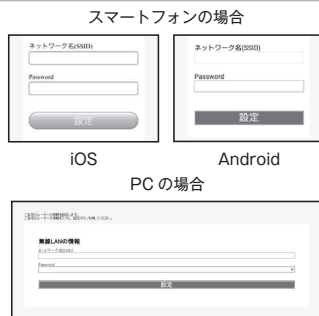 スマートフォンの場合
ネットワーク名(SSID)
Password
設定
iOS
ネットワーク名(SSID)
Password
設定
Android
PC の場合
無線LANの情報
ネットワーク名(SSID)
Password
設定